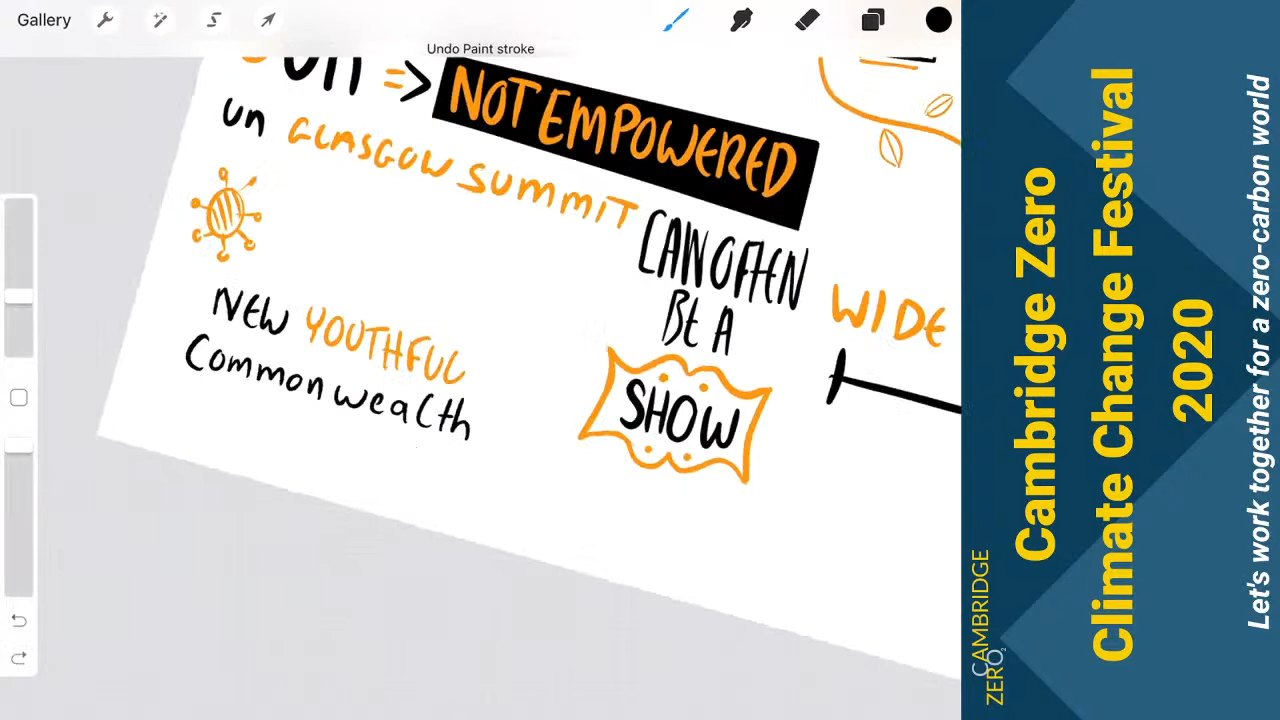 Gallery
Undo Paint stroke
=> NOT EMPOWERED
un GLASGOW SUMMIT
CAN OFTEN
BE A
SHOW
WIDE
NEW YOUTHFUL
Commonwealth
CAMBRIDGE
ZERO
Cambridge Zero
Climate Change Festival
2020
Let's work together for a zero-carbon world